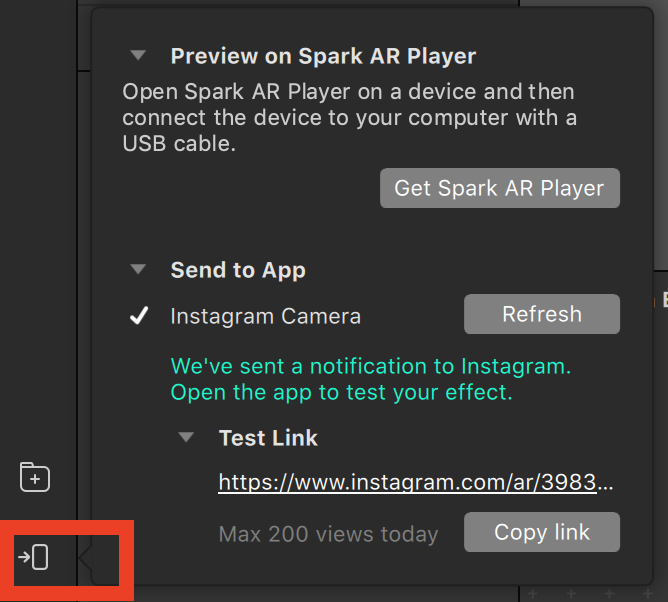 Preview on Spark AR Player
Open Spark AR Player on a device and then
connect the device to your computer with a
USB cable.
Get Spark AR Player
Send to App
Instagram Camera
Refresh
We've sent a notification to Instagram.
Open the app to test your effect.
Test Link
https://www.instagram.com/ar/3983...
Max 200 views today
Copy link